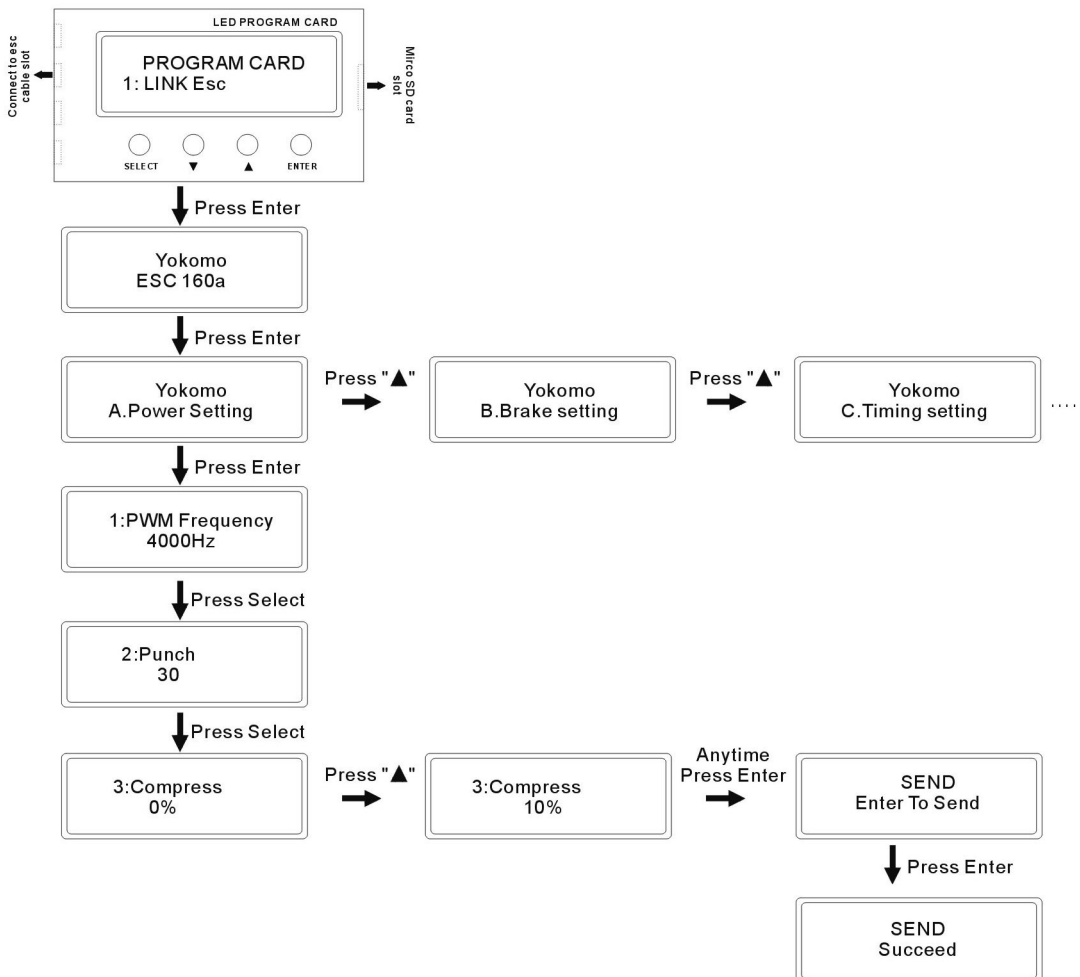 LED PROGRAM CARD
PROGRAM CARD
1: LINK Esc
Connect to esc
cable slot
Mirco SD card
slot
SELECT
▼
▲
ENTER
Press Enter
Yokomo
ESC 160a
Press Enter
Yokomo
A.Power Setting
Press "▲"
Yokomo
B.Brake setting
Press "▲"
Yokomo
C.Timing setting
....
Press Enter
1:PWM Frequency
4000Hz
Press Select
2:Punch
30
Press Select
3:Compress
0%
Press "▲"
3:Compress
10%
Anytime
Press Enter
SEND
Enter To Send
Press Enter
SEND
Succeed